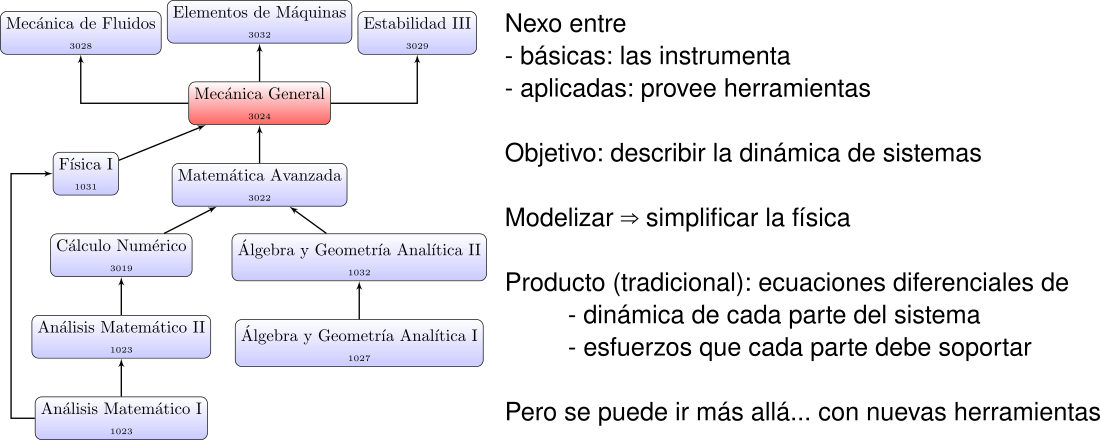 Mecánica de Fluidos
3028
Elementos de Máquinas
3032
Estabilidad III
3029
Mecánica General
3024
Física I
1031
Matemática Avanzada
3022
Cálculo Numérico
3019
Álgebra y Geometría Analítica II
1032
Análisis Matemático II
1023
Álgebra y Geometría Analítica I
1027
Análisis Matemático I
1023
Nexo entre
- básicas: las instrumenta
- aplicadas: provee herramientas
Objetivo: describir la dinámica de sistemas
Modelizar ⇒ simplificar la física
Producto (tradicional): ecuaciones diferenciales de
- dinámica de cada parte del sistema
- esfuerzos que cada parte debe soportar
Pero se puede ir más allá... con nuevas herramientas